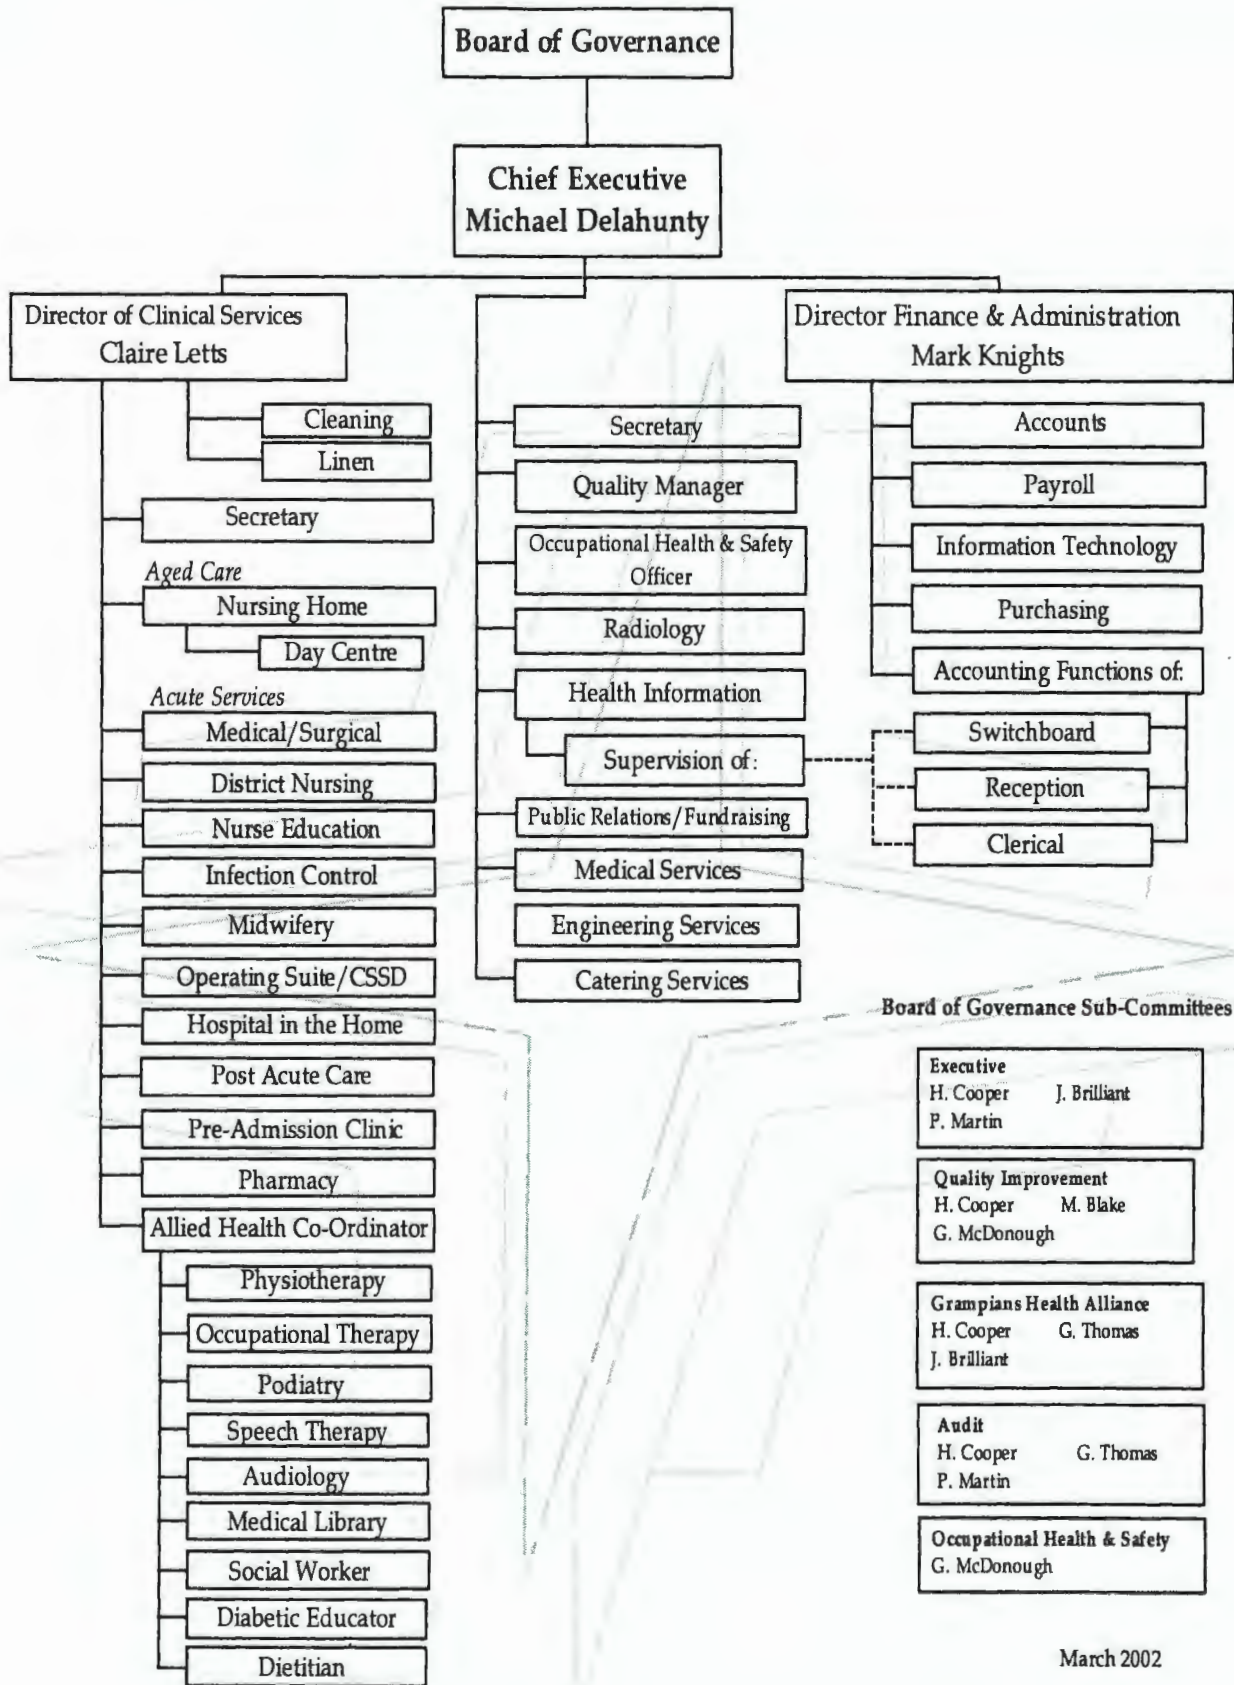 Board of Governance
Chief Executive
Michael Delahunty
Director of Clinical Services
Claire Letts
Cleaning
Linen
Secretary
Aged Care
Nursing Home
Day Centre
Acute Services
Medical/Surgical
District Nursing
Nurse Education
Infection Control
Midwifery
Operating Suite/CSSD
Hospital in the Home
Post Acute Care
Pre-Admission Clinic
Pharmacy
Allied Health Co-Ordinator
Physiotherapy
Occupational Therapy
Podiatry
Speech Therapy
Audiology
Medical Library
Social Worker
Diabetic Educator
Dietitian
Secretary
Quality Manager
Occupational Health & Safety
Officer
Radiology
Health Information
Supervision of:
Public Relations/Fundraising
Medical Services
Engineering Services
Catering Services
Director Finance & Administration
Mark Knights
Accounts
Payroll
Information Technology
Purchasing
Accounting Functions of:
Switchboard
Reception
Clerical
Board of Governance Sub-Committees
Executive
H. Cooper J. Brilliant
P. Martin
Quality Improvement
H. Cooper M. Blake
G. McDonough
Grampians Health Alliance
H. Cooper G. Thomas
J. Brilliant
Audit
H. Cooper G. Thomas
P. Martin
Occupational Health & Safety
G. McDonough
March 2002